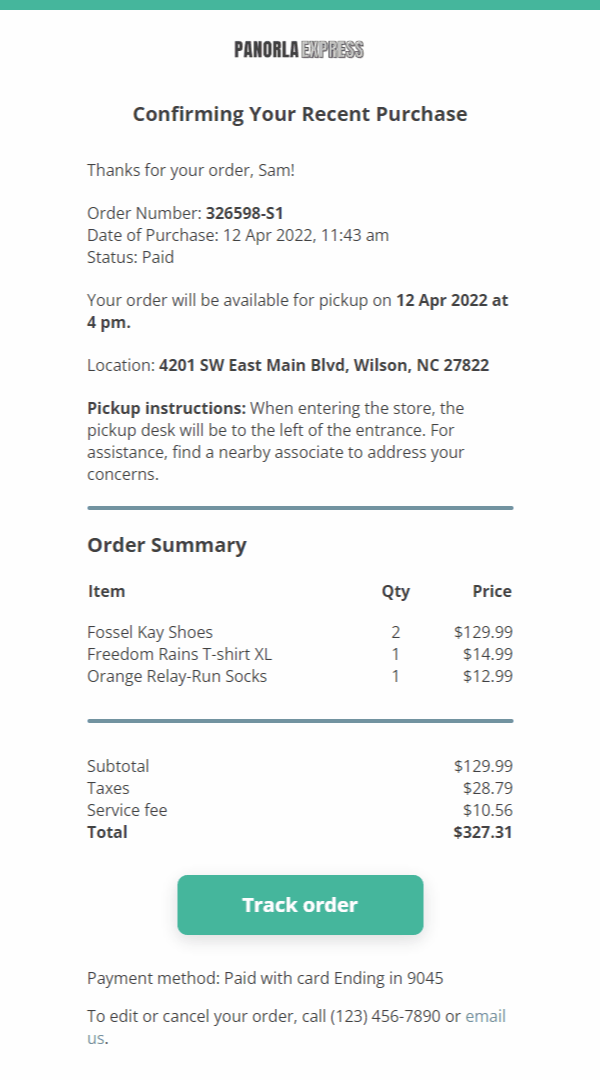 PANORLA EXPRESS
Confirming Your Recent Purchase
Thanks for your order, Sam!
Order Number: 326598-S1
Date of Purchase: 12 Apr 2022, 11:43 am
Status: Paid
Your order will be available for pickup on 12 Apr 2022 at
4 pm.
Location: 4201 SW East Main Blvd, Wilson, NC 27822
Pickup instructions: When entering the store, the
pickup desk will be to the left of the entrance. For
assistance, find a nearby associate to address your
concerns.
Order Summary
Item Qty Price
Fossel Kay Shoes 2 $129.99
Freedom Rains T-shirt XL 1 $14.99
Orange Relay-Run Socks 1 $12.99
Subtotal $129.99
Taxes $28.79
Service fee $10.56
Total $327.31
Track order
Payment method: Paid with card Ending in 9045
To edit or cancel your order, call (123) 456-7890 or email
us.